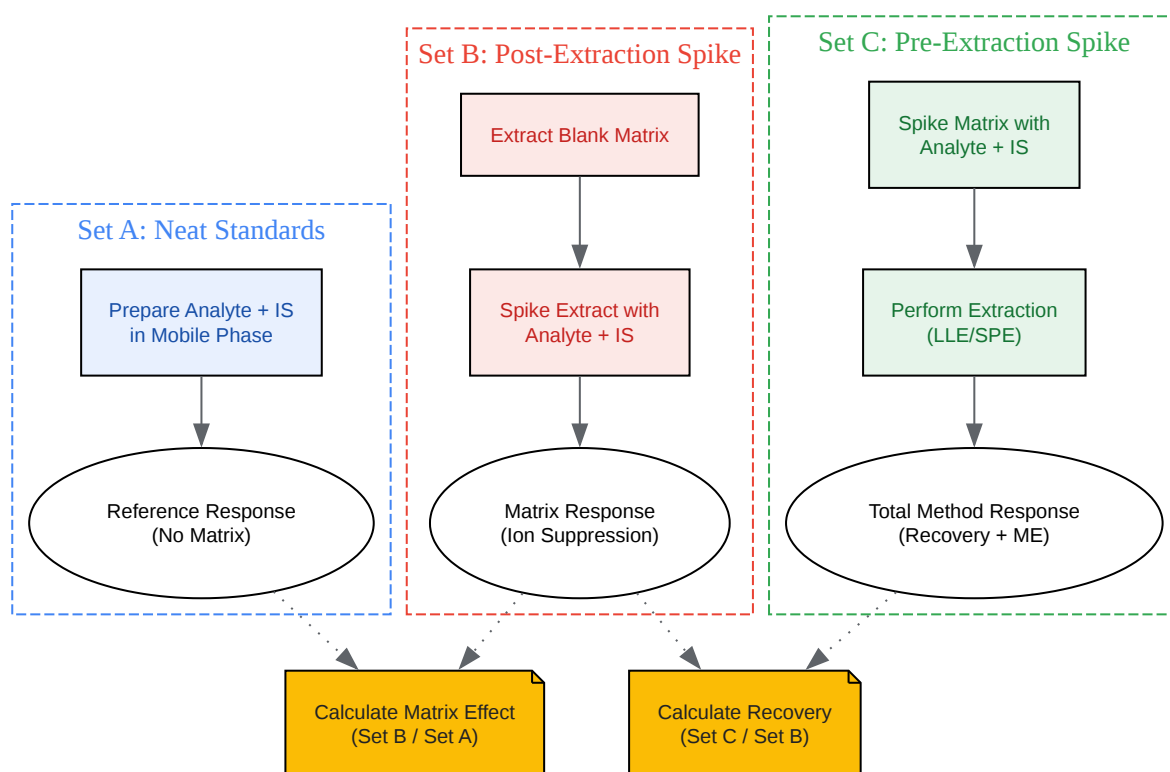 Set A: Neat Standards
Prepare Analyte + IS
in Mobile Phase
Reference Response
(No Matrix)
Set B: Post-Extraction Spike
Extract Blank Matrix
Spike Extract with
Analyte + IS
Matrix Response
(Ion Suppression)
Set C: Pre-Extraction Spike
Spike Matrix with
Analyte + IS
Perform Extraction
(LLE/SPE)
Total Method Response
(Recovery + ME)
Calculate Matrix Effect
(Set B / Set A)
Calculate Recovery
(Set C / Set B)